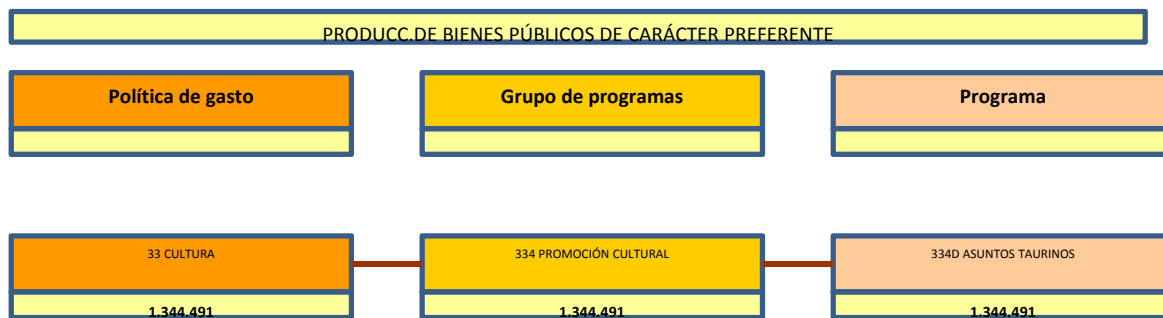 PRODUCC.DE BIENES PÚBLICOS DE CARÁCTER PREFERENTE
Política de gasto
Grupo de programas
Programa
33 CULTURA
334 PROMOCIÓN CULTURAL
334D ASUNTOS TAURINOS
1.344.491
1.344.491
1.344.491